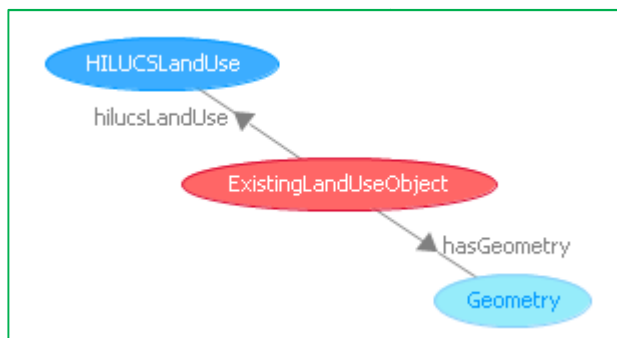 HILUCSLandUse
hilucsLandUse
ExistingLandUseObject
hasGeometry
Geometry